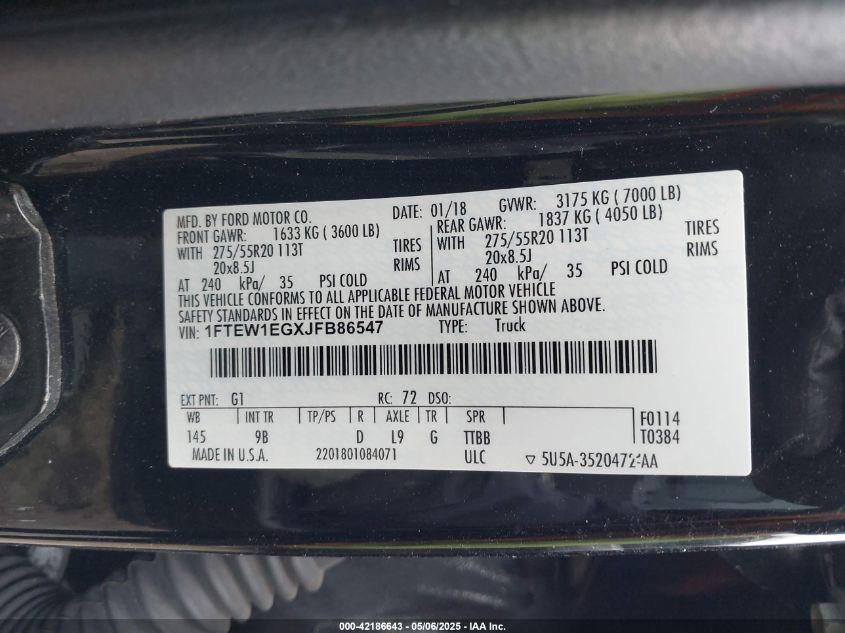 MFD. BY FORD MOTOR CO. DATE: 01/18 GVWR: 3175 KG ( 7000 LB)
FRONT GAWR: 1633 KG ( 3600 LB) REAR GAWR: 1837 KG ( 4050 LB)
WITH 275/55R20 113T TIRES WITH 275/55R20 113T TIRES
20x8.5J RIMS 20x8.5J RIMS
AT 240 kPa/ 35 PSI COLD AT 240 kPa/ 35 PSI COLD
THIS VEHICLE CONFORMS TO ALL APPLICABLE FEDERAL MOTOR VEHICLE
SAFETY STANDARDS IN EFFECT ON THE DATE OF MANUFACTURE SHOWN ABOVE.
VIN: 1FTEW1EGXJFB86547 TYPE: Truck
EXT PNT: G1 RC: 72 DSO:
WB INT TR TP/PS R AXLE TR SPR F0114
145 9B D L9 G TTBB T0384
MADE IN U.S.A. 2201801084071 ULC ▽ 5U5A-3520472-AA
000-42186643 - 05/06/2025 - IAA Inc.